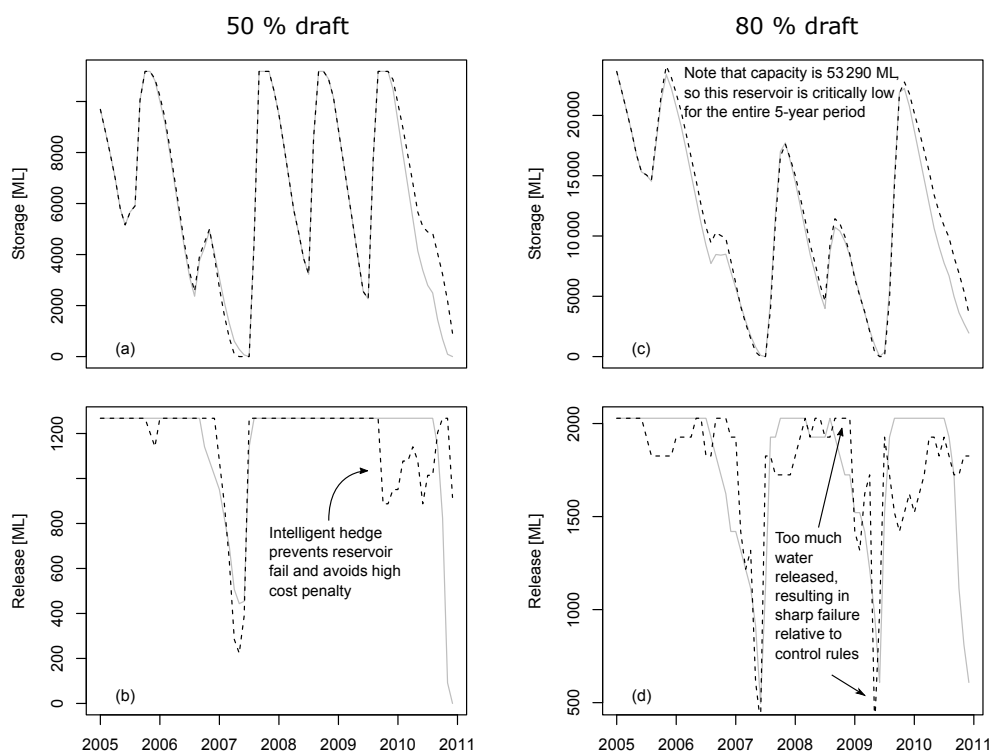 50 % draft
80 % draft
Storage [ML]
0
2000
4000
6000
8000
(a)
Storage [ML]
0
5000
10000
15000
20000
Note that capacity is 53 290 ML,
so this reservoir is critically low
for the entire 5-year period
(c)
Release [ML]
0
200
400
600
800
1000
1200
Intelligent hedge
prevents reservoir
fail and avoids high
cost penalty
(b)
2005 2006 2007 2008 2009 2010 2011
Release [ML]
500
1000
1500
2000
Too much
water
released,
resulting in
sharp failure
relative to
control rules
(d)
2005 2006 2007 2008 2009 2010 2011